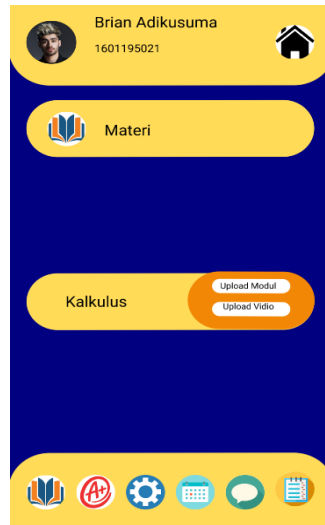 Brian Adikusuma
1601195021
Materi
Kalkulus
Upload Modul
Upload Vidio
A+